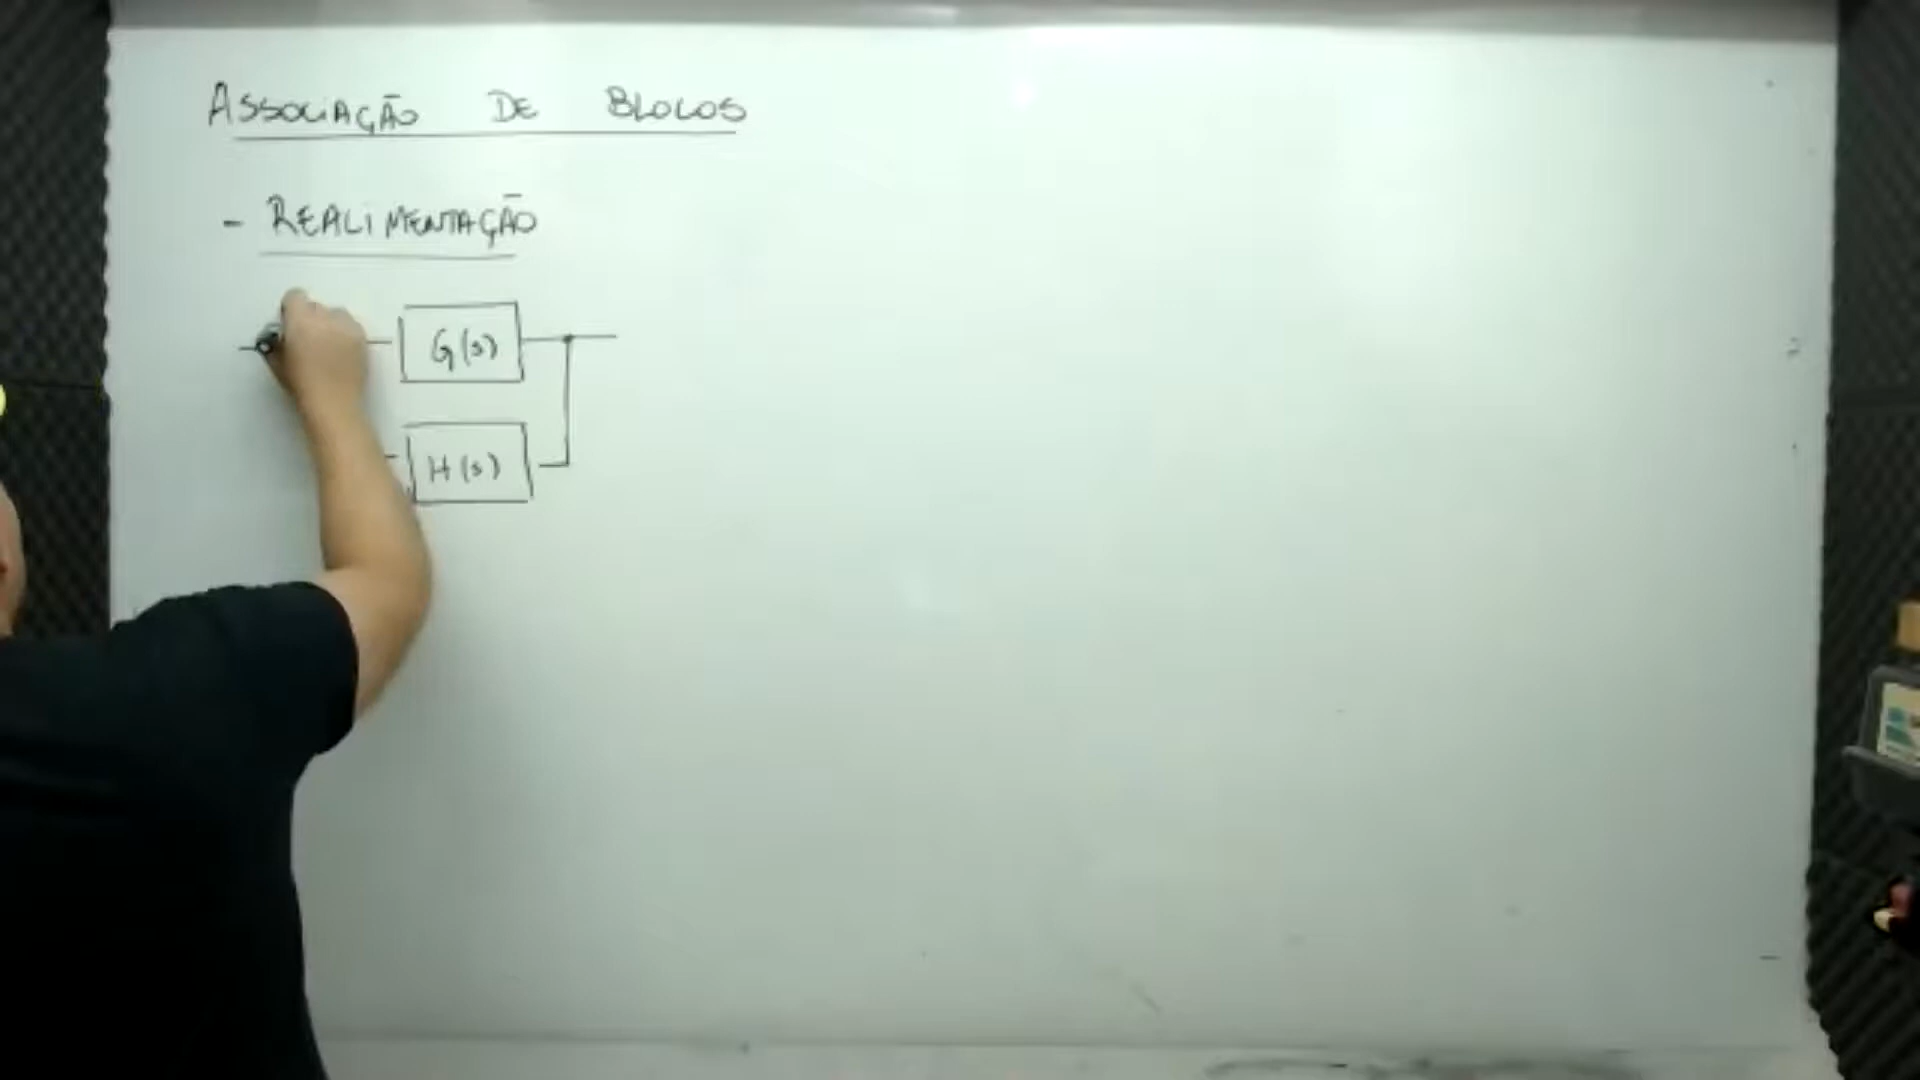 ASSOCIAÇÃO DE BLOCOS
- REALIMENTAÇÃO
G(s)
H(s)